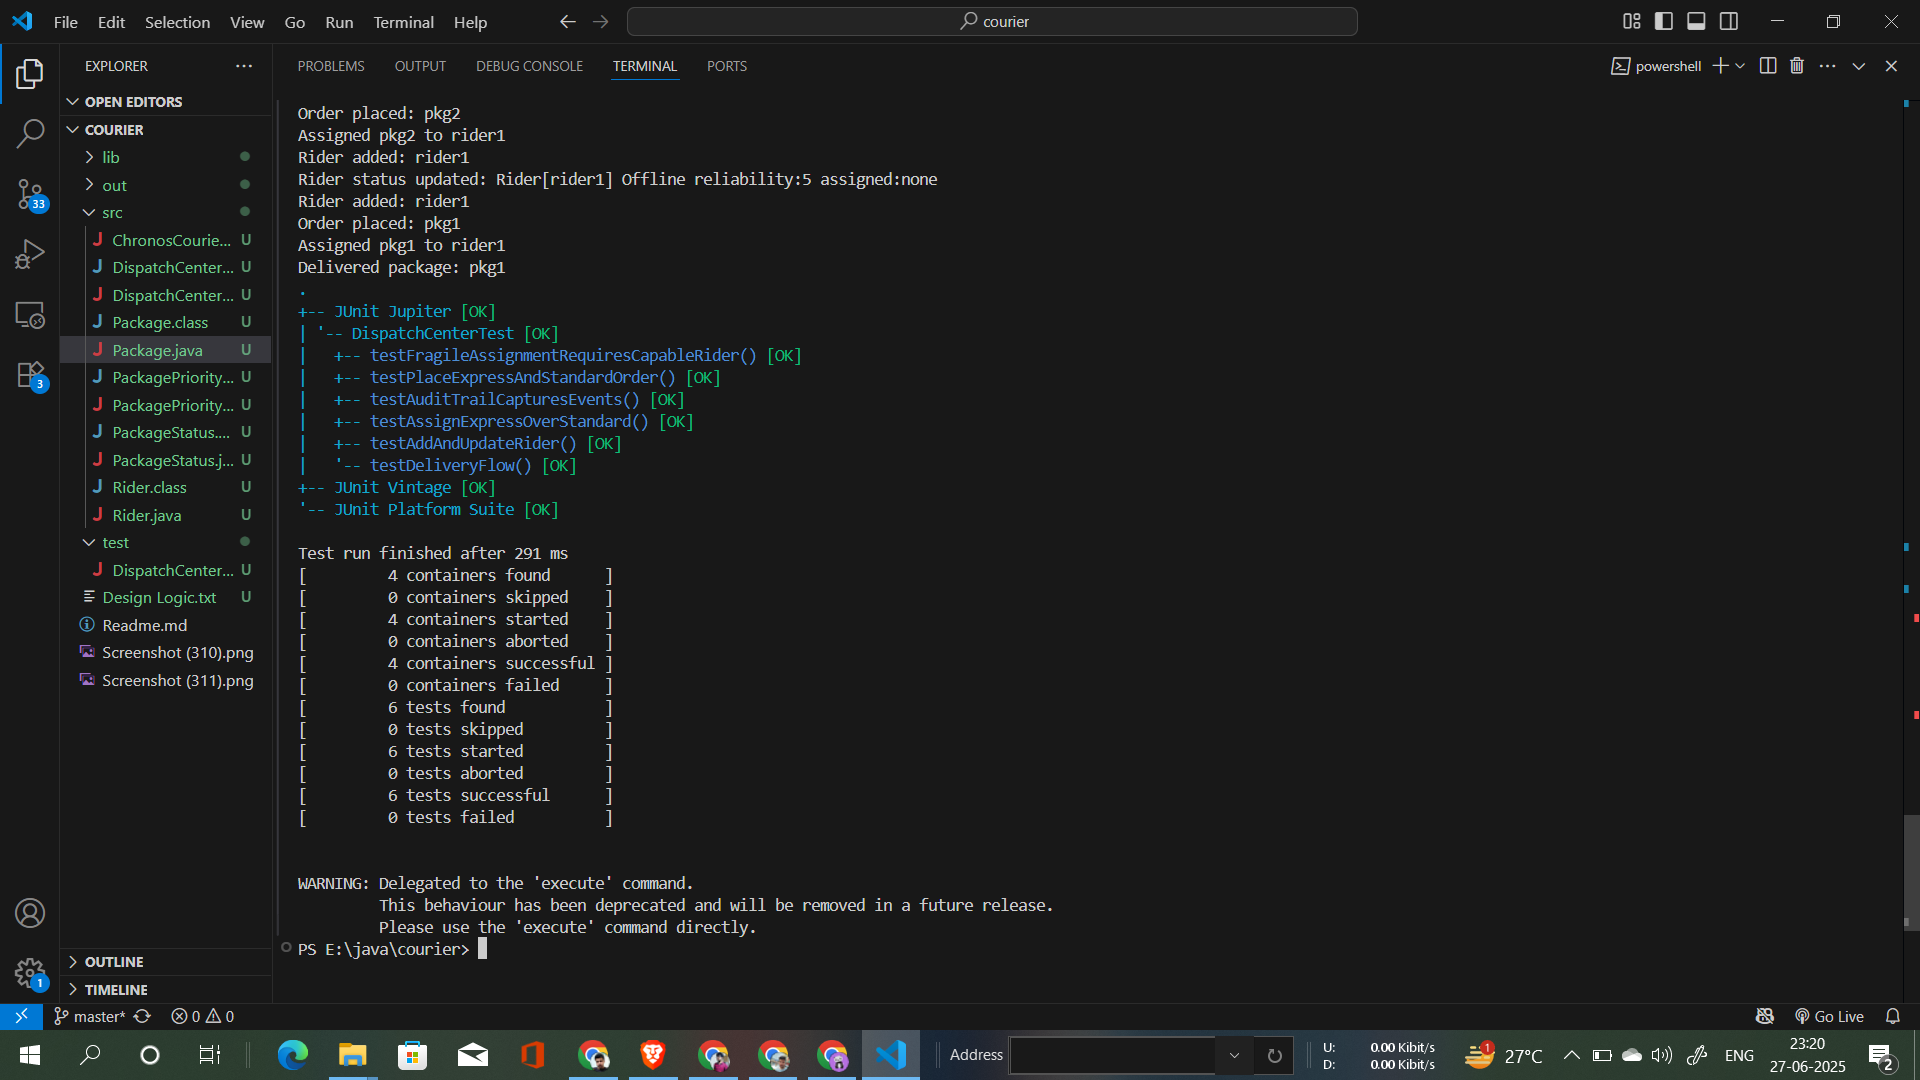 File Edit Selection View Go Run Terminal Help
courier
EXPLORER
OPEN EDITORS
COURIER
lib
out
src
ChronosCourie... U
DispatchCenter... U
DispatchCenter... U
Package.class U
Package.java U
PackagePriority... U
PackagePriority... U
PackageStatus.... U
PackageStatus.j... U
Rider.class U
Rider.java U
test
DispatchCenter... U
Design Logic.txt U
Readme.md
Screenshot (310).png
Screenshot (311).png
OUTLINE
TIMELINE
33
3
1
PROBLEMS OUTPUT DEBUG CONSOLE TERMINAL PORTS
powershell
Order placed: pkg2
Assigned pkg2 to rider1
Rider added: rider1
Rider status updated: Rider[rider1] Offline reliability:5 assigned:none
Rider added: rider1
Order placed: pkg1
Assigned pkg1 to rider1
Delivered package: pkg1
.
+-- JUnit Jupiter [OK]
| '-- DispatchCenterTest [OK]
|   +-- testFragileAssignmentRequiresCapableRider() [OK]
|   +-- testPlaceExpressAndStandardOrder() [OK]
|   +-- testAuditTrailCapturesEvents() [OK]
|   +-- testAssignExpressOverStandard() [OK]
|   +-- testAddAndUpdateRider() [OK]
|   '-- testDeliveryFlow() [OK]
+-- JUnit Vintage [OK]
'-- JUnit Platform Suite [OK]
Test run finished after 291 ms
[         4 containers found      ]
[         0 containers skipped    ]
[         4 containers started    ]
[         0 containers aborted    ]
[         4 containers successful ]
[         0 containers failed     ]
[         6 tests found           ]
[         0 tests skipped         ]
[         6 tests started         ]
[         0 tests aborted         ]
[         6 tests successful      ]
[         0 tests failed          ]
WARNING: Delegated to the 'execute' command.
This behaviour has been deprecated and will be removed in a future release.
Please use the 'execute' command directly.
PS E:\java\courier>
master* 0 0 Go Live
Address
U: 0.00 Kibit/s
D: 0.00 Kibit/s
1
27°C
ENG
23:20
27-06-2025
2